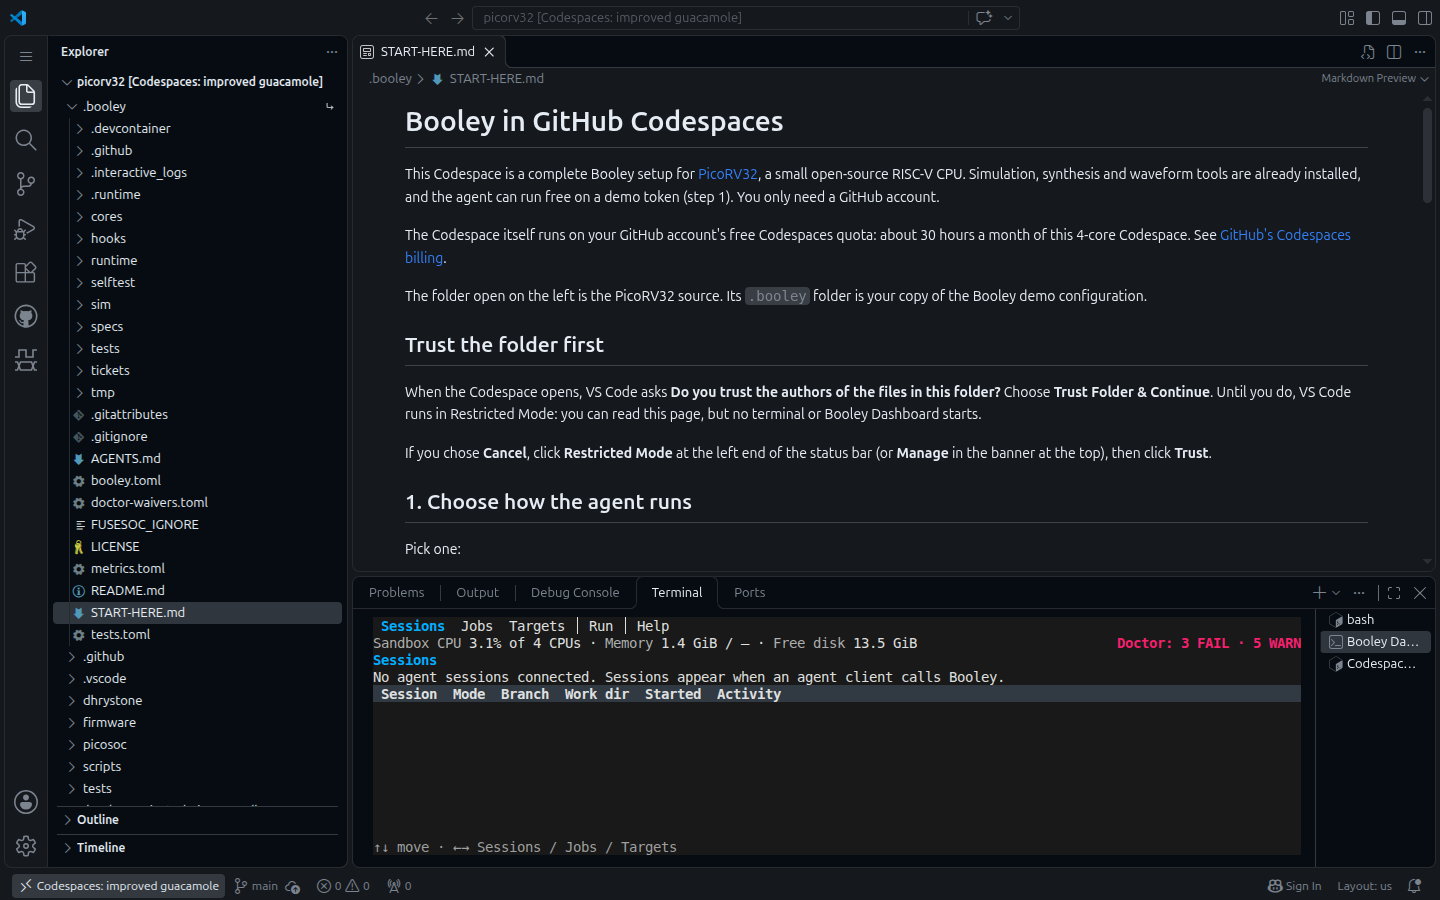 picorv32 [Codespaces: improved guacamole]
Explorer
picorv32 [Codespaces: improved guacamole]
.booley
.devcontainer
.github
.interactive_logs
.runtime
cores
hooks
runtime
selftest
sim
specs
tests
tickets
tmp
.gitattributes
.gitignore
AGENTS.md
booley.toml
doctor-waivers.toml
FUSESOC_IGNORE
LICENSE
metrics.toml
README.md
START-HERE.md
tests.toml
.github
.vscode
dhrystone
firmware
picosoc
scripts
tests
Outline
Timeline
START-HERE.md
.booley > START-HERE.md
Markdown Preview
Booley in GitHub Codespaces
This Codespace is a complete Booley setup for PicoRV32, a small open-source RISC-V CPU. Simulation, synthesis and waveform tools are already installed,
and the agent can run free on a demo token (step 1). You only need a GitHub account.
The Codespace itself runs on your GitHub account's free Codespaces quota: about 30 hours a month of this 4-core Codespace. See GitHub's Codespaces
billing.
The folder open on the left is the PicoRV32 source. Its .booley folder is your copy of the Booley demo configuration.
Trust the folder first
When the Codespace opens, VS Code asks Do you trust the authors of the files in this folder? Choose Trust Folder & Continue. Until you do, VS Code
runs in Restricted Mode: you can read this page, but no terminal or Booley Dashboard starts.
If you chose Cancel, click Restricted Mode at the left end of the status bar (or Manage in the banner at the top), then click Trust.
1. Choose how the agent runs
Pick one:
Problems Output Debug Console Terminal Ports
Sessions Jobs Targets │ Run │ Help
Sandbox CPU 3.1% of 4 CPUs · Memory 1.4 GiB / — · Free disk 13.5 GiB Doctor: 3 FAIL · 5 WARN
Sessions
No agent sessions connected. Sessions appear when an agent client calls Booley.
Session Mode Branch Work dir Started Activity
↑↓ move · ←→ Sessions / Jobs / Targets
bash
Booley Da...
Codespac...
Codespaces: improved guacamole main 0 0 0 Sign In Layout: us